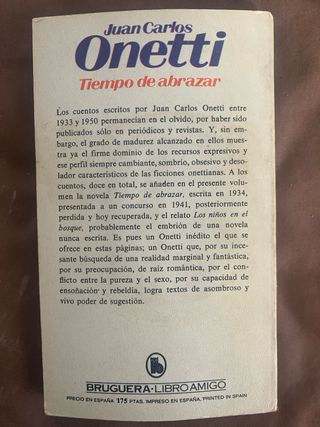 Juan Carlos
Onetti
Tiempo de abrazar
Los cuentos escritos por Juan Carlos Onetti entre
1933 y 1950 permanecían en el olvido, por haber sido
publicados sólo en periódicos y revistas. Y, sin em-
bargo, el grado de madurez alcanzado en ellos mues-
tra ya el firme dominio de los recursos expresivos y
ese perfil siempre cambiante, sombrío, obsesivo y deso-
lador característicos de las ficciones onettianas. A los
cuentos, doce en total, se añaden en el presente volu-
men la novela Tiempo de abrazar, escrita en 1934,
presentada a un concurso en 1941, posteriormente
perdida y hoy recuperada, y el relato Los niños en el
bosque, probablemente el embrión de una novela
nunca escrita. Es pues un Onetti inédito el que se
ofrece en estas páginas; un Onetti que, por su ince-
sante búsqueda de una realidad marginal y fantástica,
por su preocupación, de raíz romántica, por el con-
flicto entre la pureza y el sexo, por su capacidad de
ensoñación y rebeldía, logra textos de asombroso y
vivo poder de sugestión.
BRUGUERA·LIBRO AMIGO
PRECIO EN ESPAÑA 175 PTAS. IMPRESO EN ESPAÑA/PRINTED IN SPAIN